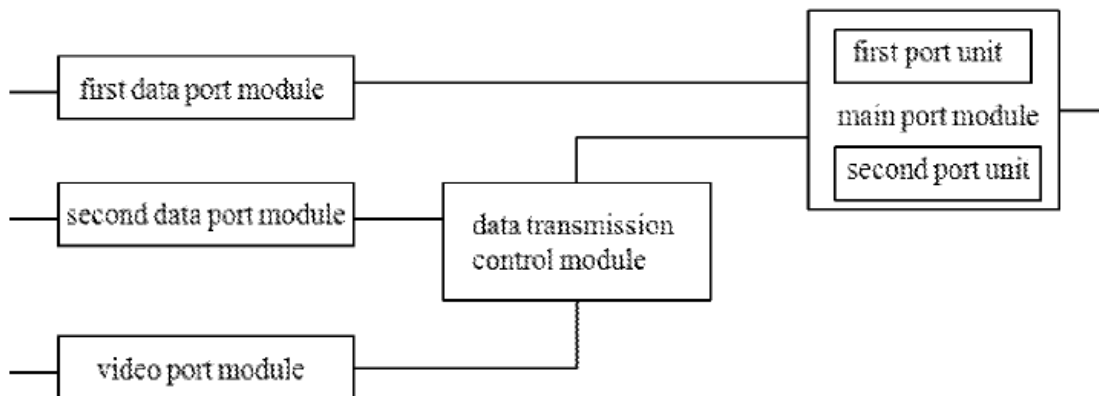 first port unit
first data port module
main port module
second port unit
second data port module
data transmission
control module
video port module